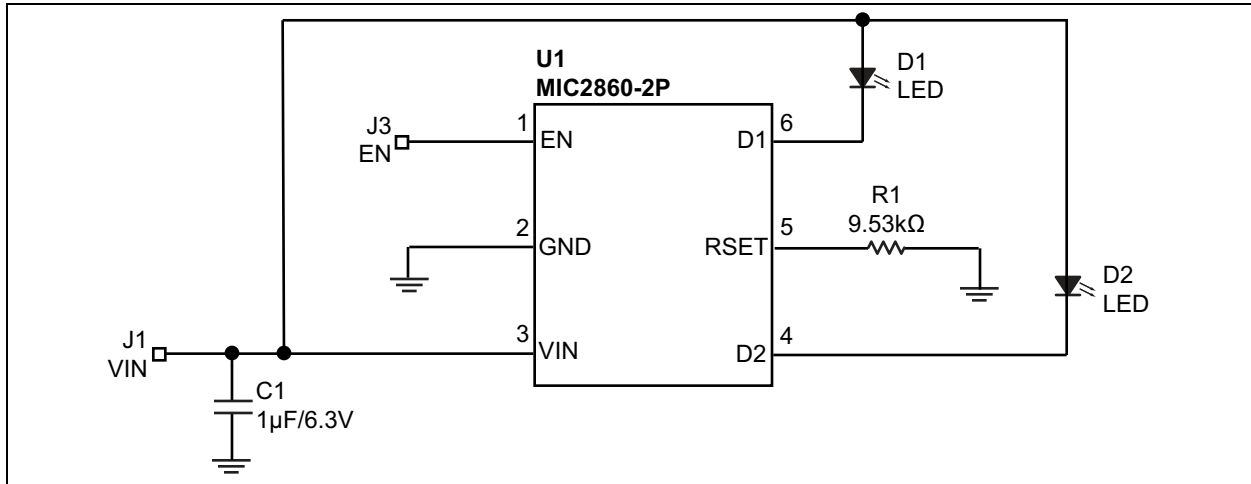 U1
MIC2860-2P
D1
LED
J3
EN
1
EN
D1
6
R1
9.53kΩ
2
GND
RSET
5
D2
LED
J1
VIN
3
VIN
D2
4
C1
1µF/6.3V